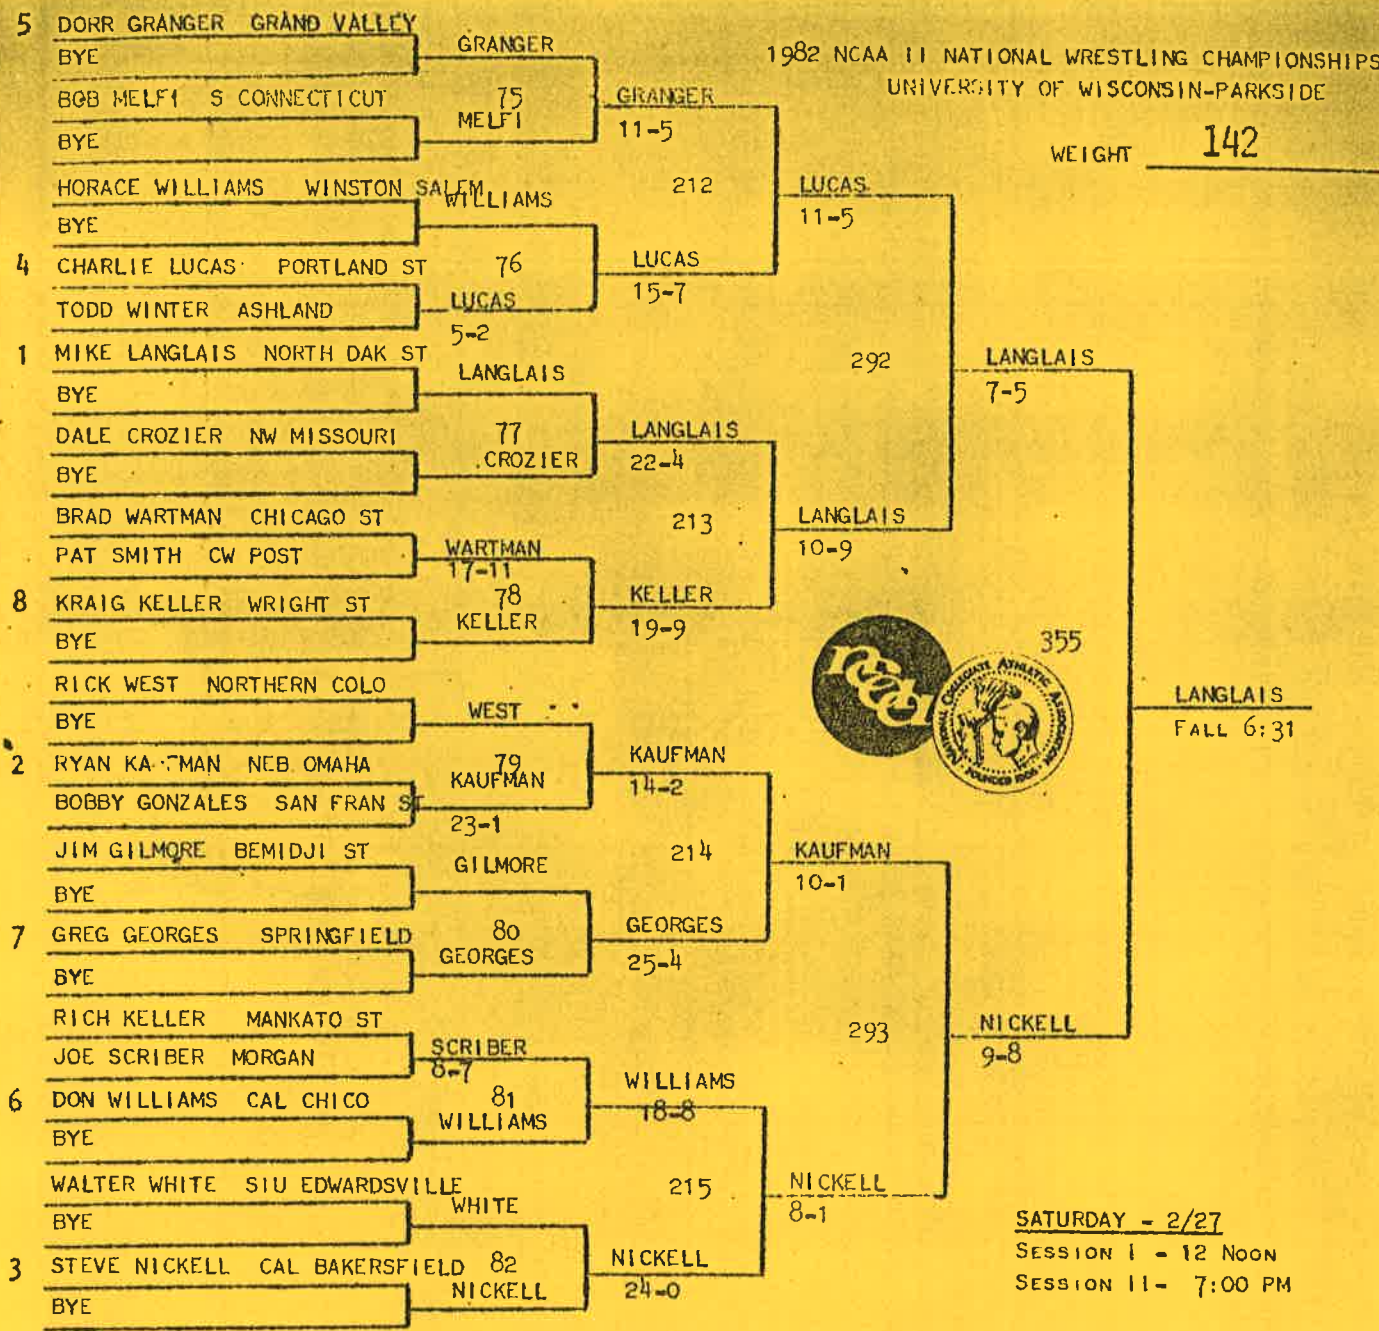 1982 NCAA II NATIONAL WRESTLING CHAMPIONSHIPS
UNIVERSITY OF WISCONSIN-PARKSIDE
WEIGHT 142
5 DORR GRANGER GRAND VALLEY
BYE
BOB MELFI S CONNECTICUT
BYE
HORACE WILLIAMS WINSTON SALEM
BYE
4 CHARLIE LUCAS PORTLAND ST
TODD WINTER ASHLAND
1 MIKE LANGLAIS NORTH DAK ST
BYE
DALE CROZIER NW MISSOURI
BYE
BRAD WARTMAN CHICAGO ST
PAT SMITH CW POST
8 KRAIG KELLER WRIGHT ST
BYE
RICK WEST NORTHERN COLO
BYE
2 RYAN NEB OMAHA
BOBBY GONZALES SAN FRAN ST
JIM GILMORE BEMIDJI ST
BYE
7 GREG GEORGES SPRINGFIELD
BYE
RICH KELLER MANKATO ST
JOE SCRIBER MORGAN
6 DON WILLIAMS CAL CHICO
BYE
WALTER WHITE SIU EDWARDSVILLE
BYE
3 STEVE NICKELL CAL BAKERSFIELD
BYE
GRANGER
75
MELFI
WILLIAMS
76
LUCAS
5-2
LANGLAIS
77
CROZIER
WARTMAN
17-11
78
KELLER
WEST
79
KAUFMAN
23-1
GILMORE
80
GEORGES
SCRIBER
8-7
81
WILLIAMS
WHITE
82
NICKELL
GRANGER
11-5
212
LUCAS
15-7
LANGLAIS
22-4
213
KELLER
19-9
KAUFMAN
14-2
214
GEORGES
25-4
WILLIAMS
18-8
215
NICKELL
24-0
LUCAS
11-5
292
LANGLAIS
10-9
KAUFMAN
10-1
293
NICKELL
8-1
LANGLAIS
7-5
355
NICKELL
9-8
LANGLAIS
FALL 6:31
ncaa
NATIONAL COLLEGIATE ATHLETIC ASSOCIATION
FOUNDED 1906
SATURDAY - 2/27
SESSION I - 12 NOON
SESSION II- 7:00 PM